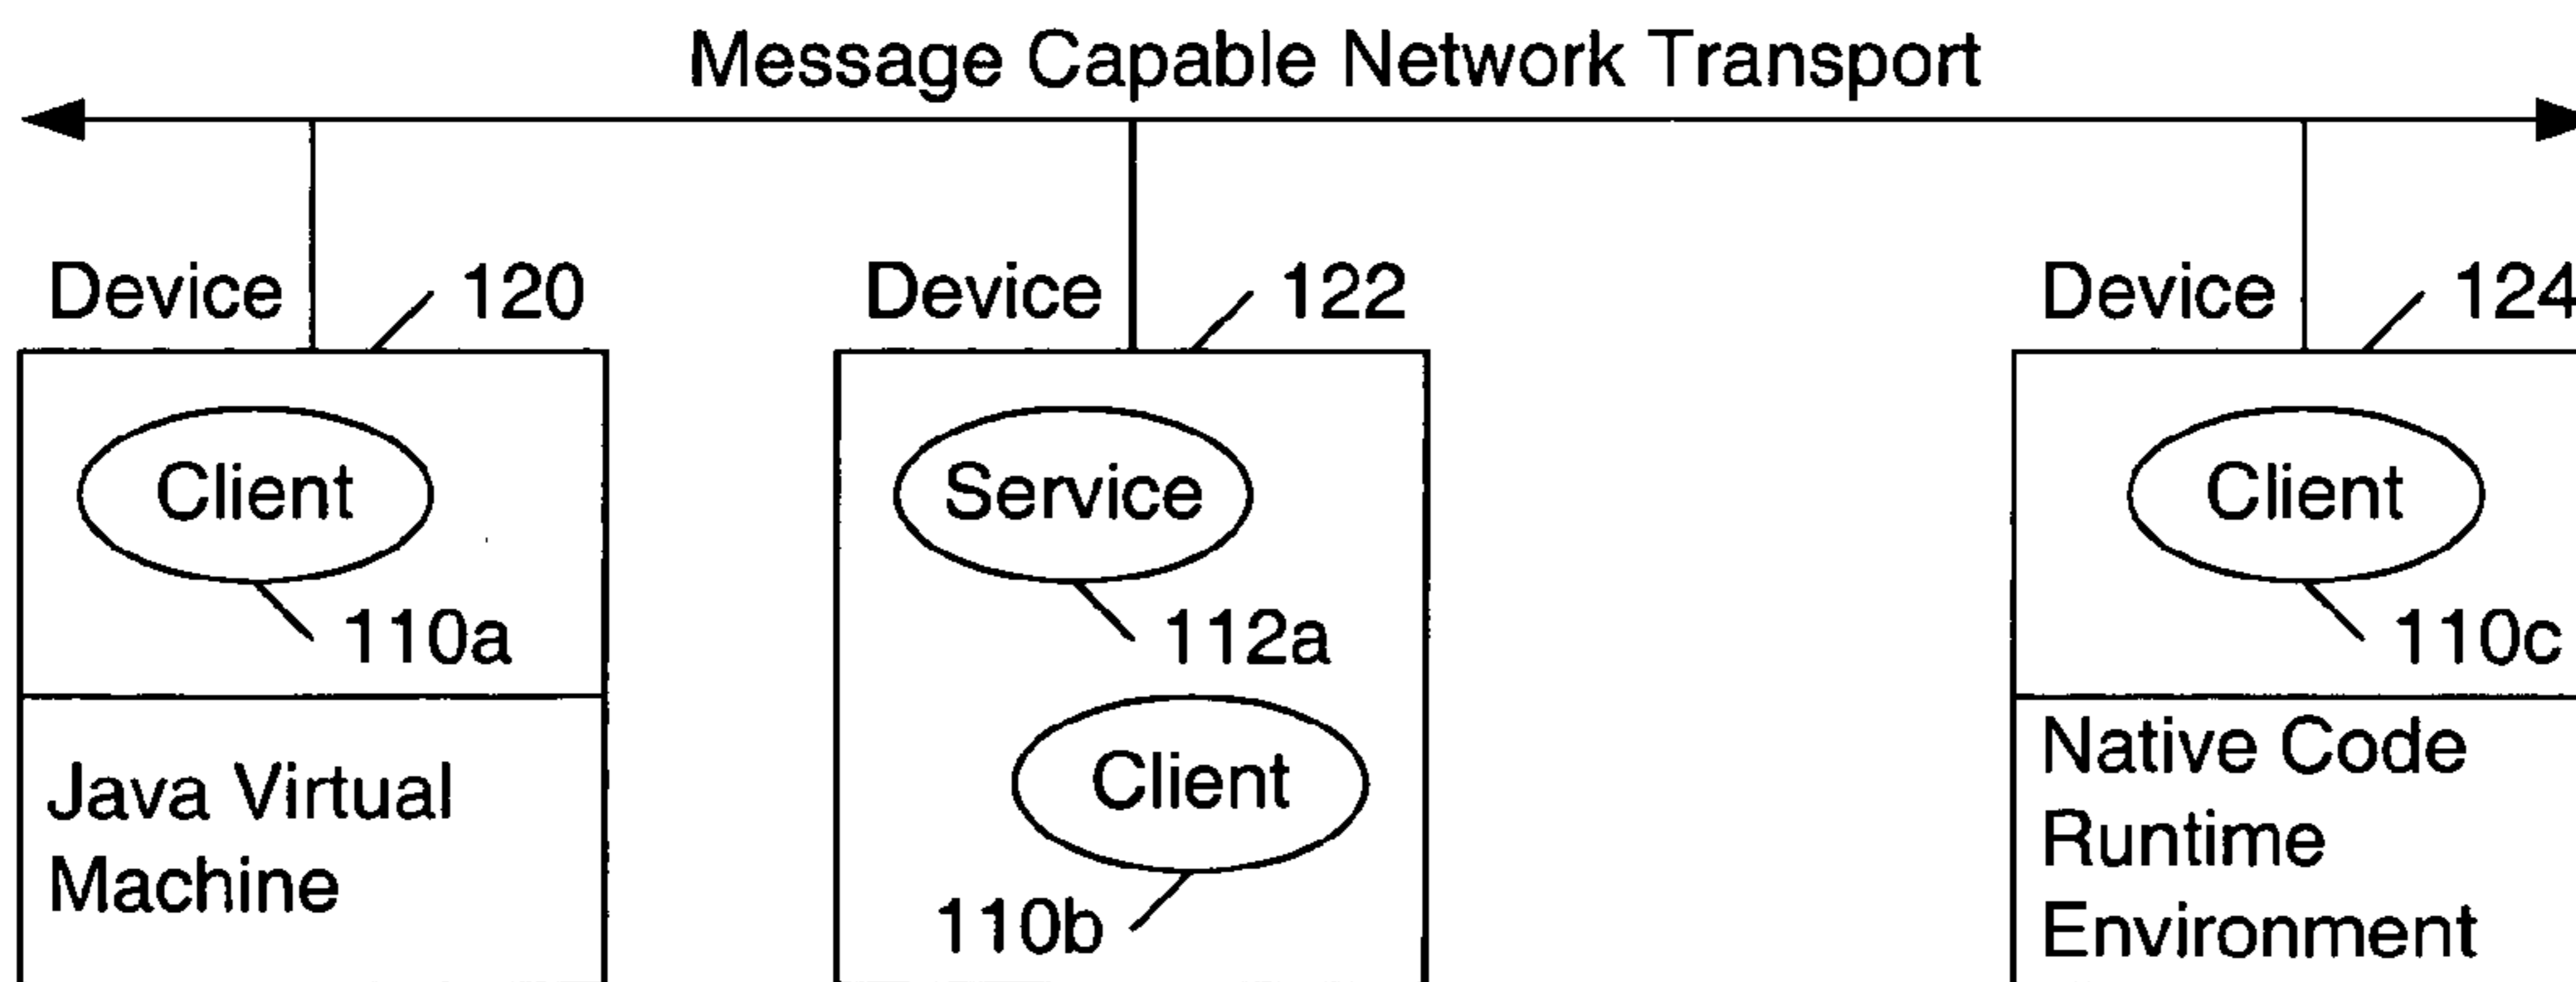 Message Capable Network Transport
Device 120
Device 122
Device 124
Client
Service
Client
110a
112a
110c
Client
Java Virtual
Machine
110b
Native Code
Runtime
Environment